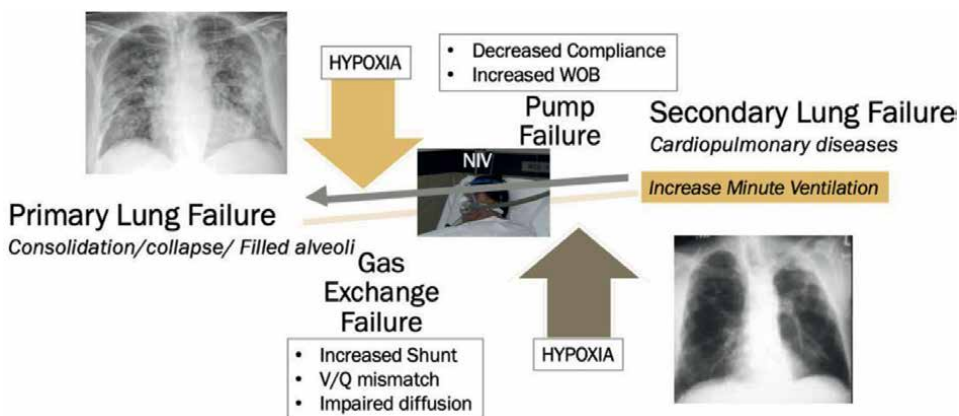 HYPOXIA
• Decreased Compliance
• Increased WOB
Pump
Failure
Secondary Lung Failure
Cardiopulmonary diseases
NIV
Increase Minute Ventilation
Primary Lung Failure
Consolidation/collapse/ Filled alveoli
Gas
Exchange
Failure
• Increased Shunt
• V/Q mismatch
• Impaired diffusion
HYPOXIA
L